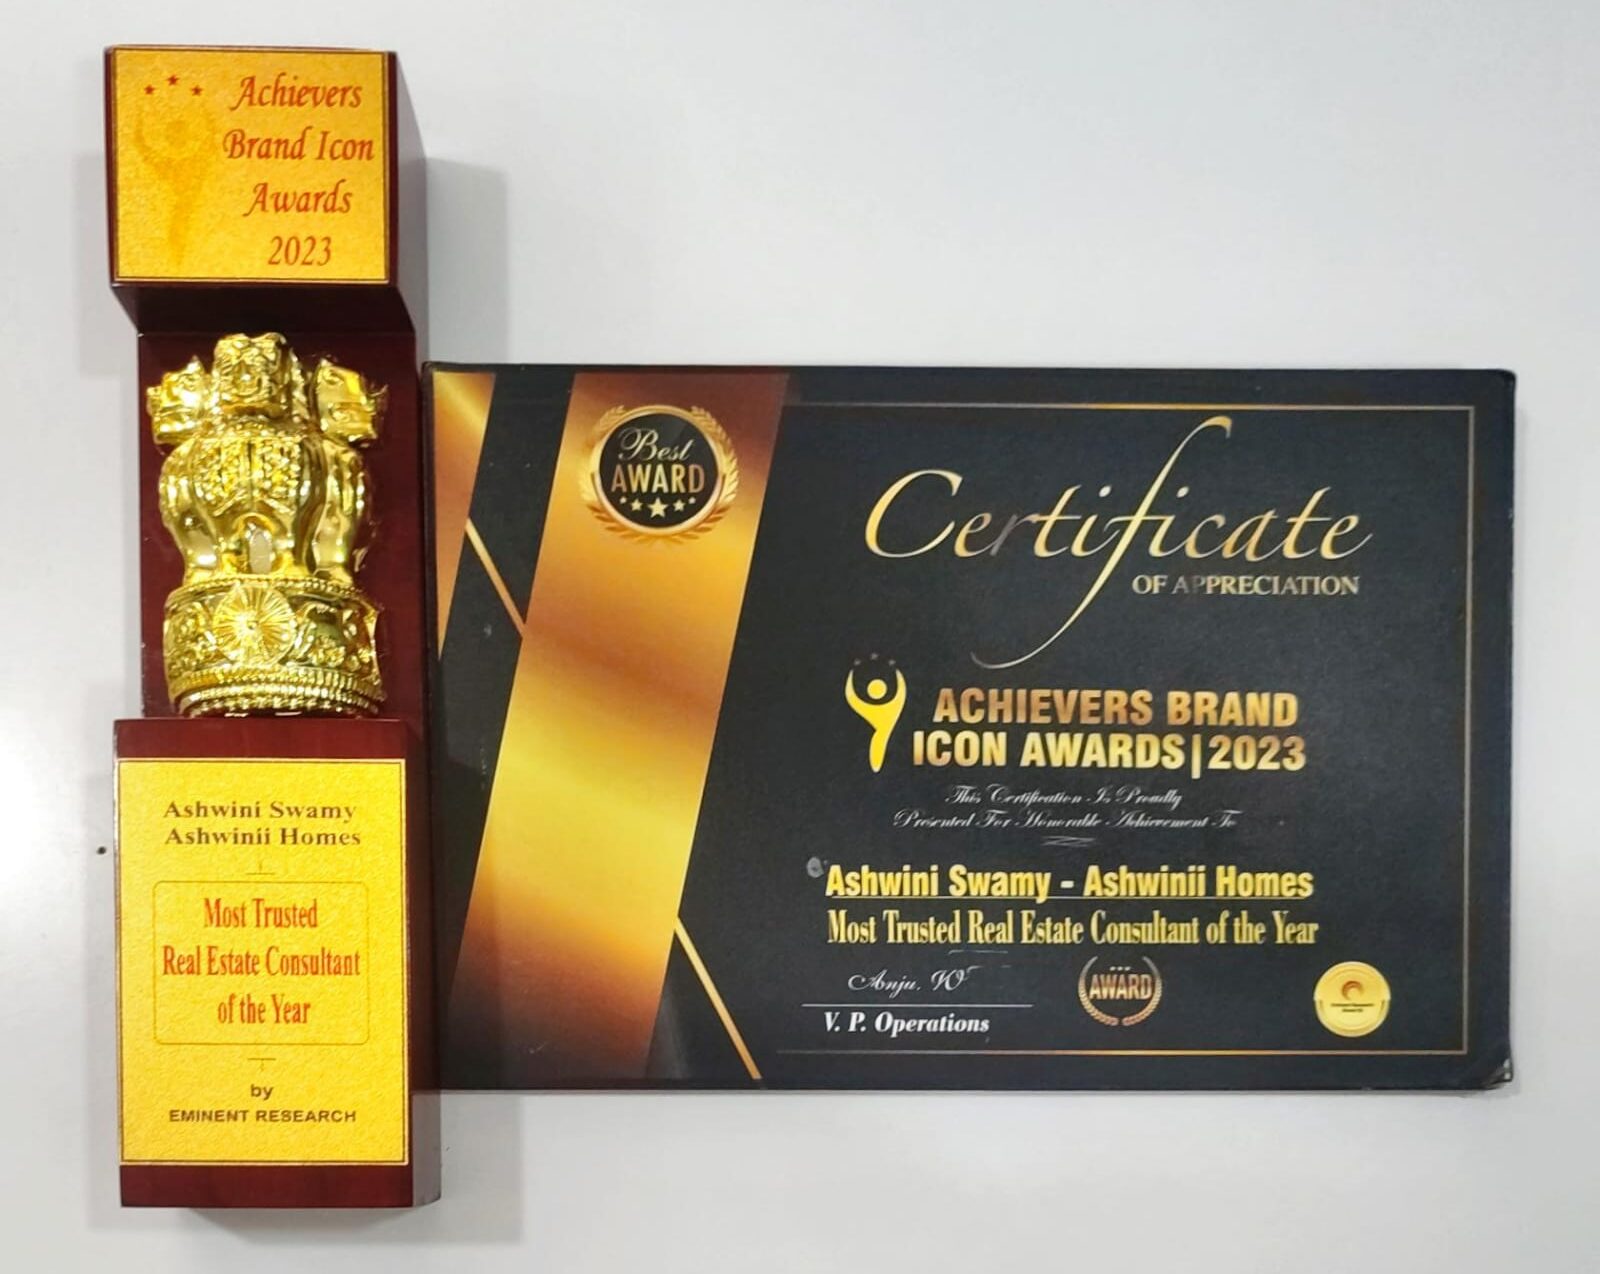 Achievers
Brand Icon
Awards
2023
Ashwini Swamy
Ashwinii Homes
Most Trusted
Real Estate Consultant
of the Year
by
EMINENT RESEARCH
Best
AWARD
Certificate
OF APPRECIATION
ACHIEVERS BRAND
ICON AWARDS|2023
This Certification Is Proudly
Presented For Honorable Achievement To
Ashwini Swamy - Ashwinii Homes
Most Trusted Real Estate Consultant of the Year
Anju.
AWARD
V. P. Operations